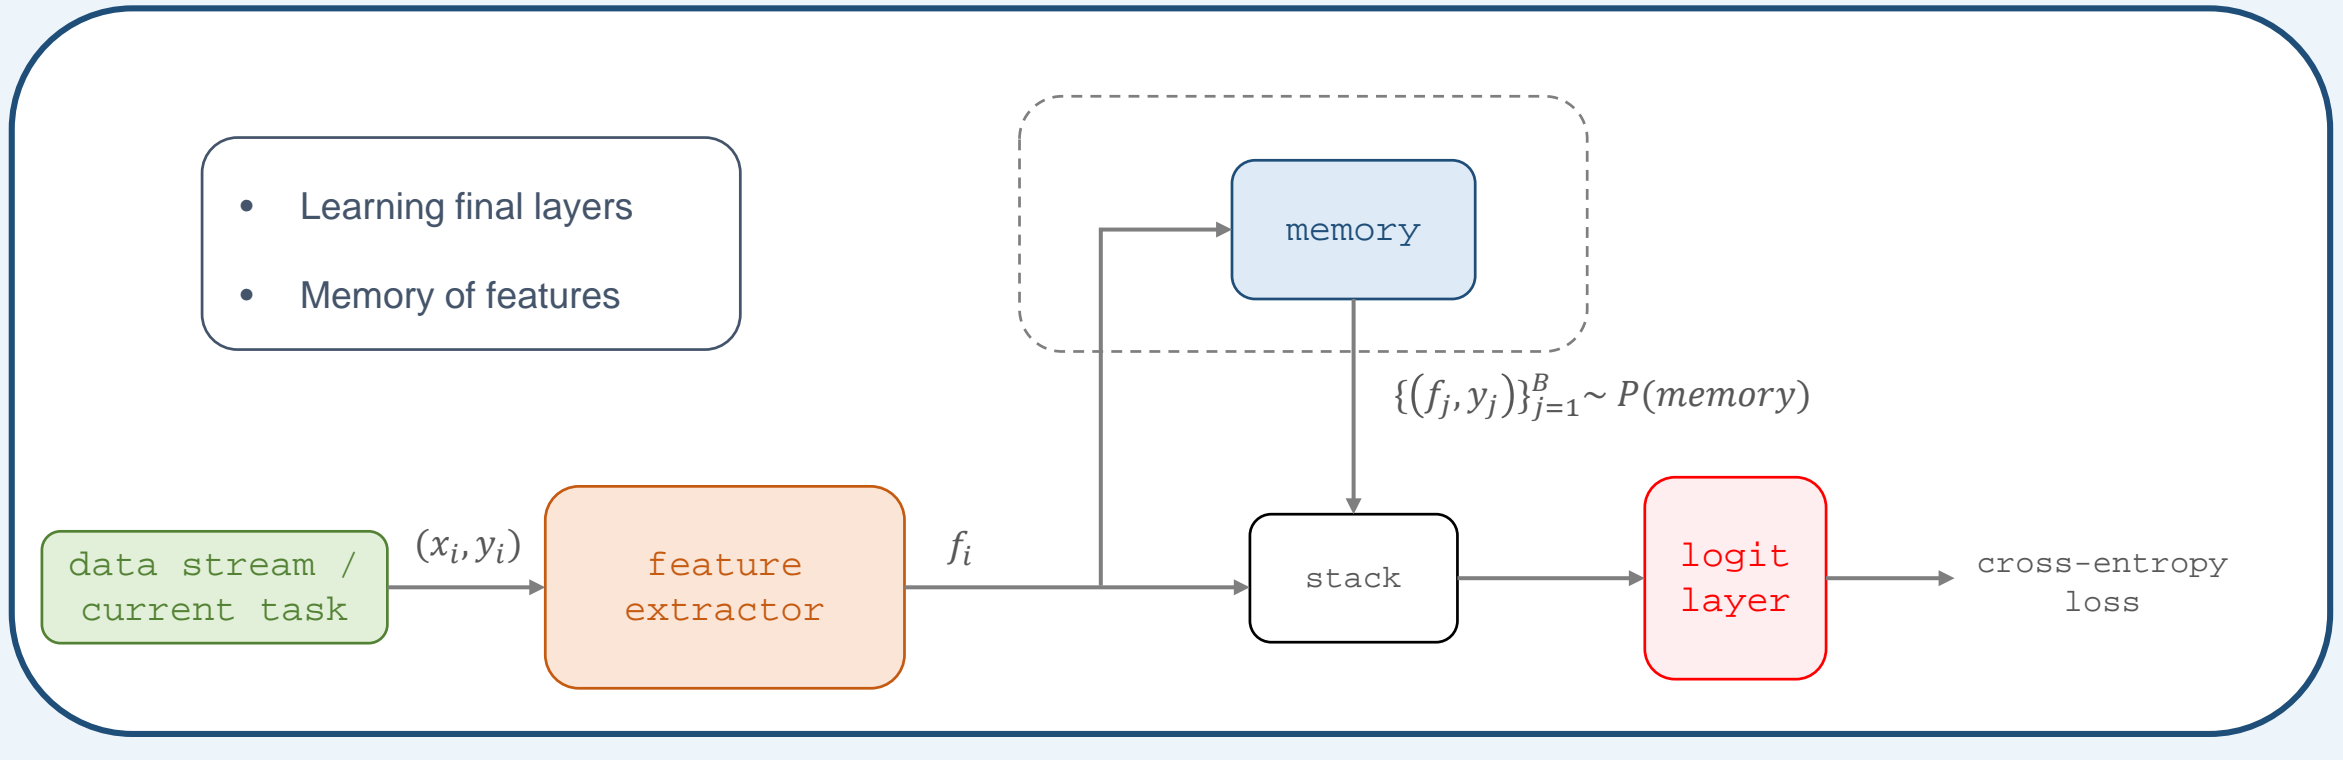 • Learning final layers
• Memory of features
memory
{(f_j, y_j)}_{j=1}^{B} ~ P(memory)
data stream /
current task
(x_i, y_i)
feature
extractor
f_i
stack
logit
layer
cross-entropy
loss